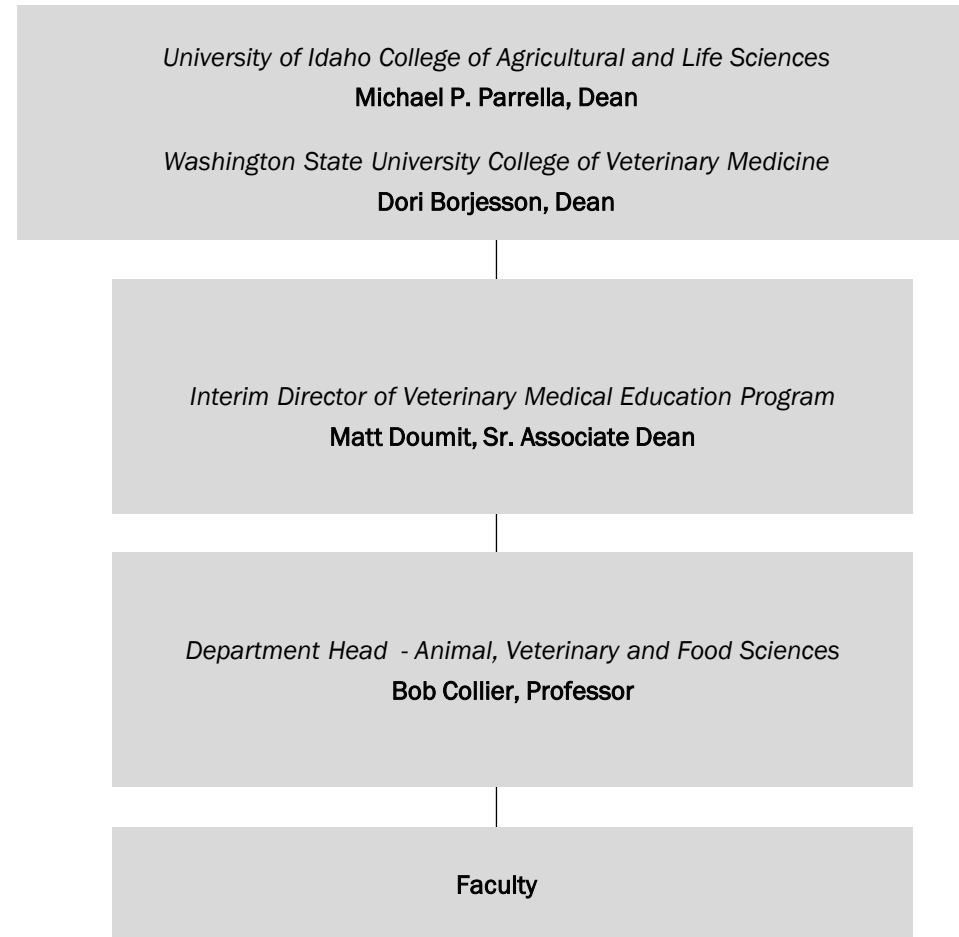 University of Idaho College of Agricultural and Life Sciences
Michael P. Parrella, Dean
Washington State University College of Veterinary Medicine
Dori Borjesson, Dean
Interim Director of Veterinary Medical Education Program
Matt Doumit, Sr. Associate Dean
Department Head - Animal, Veterinary and Food Sciences
Bob Collier, Professor
Faculty